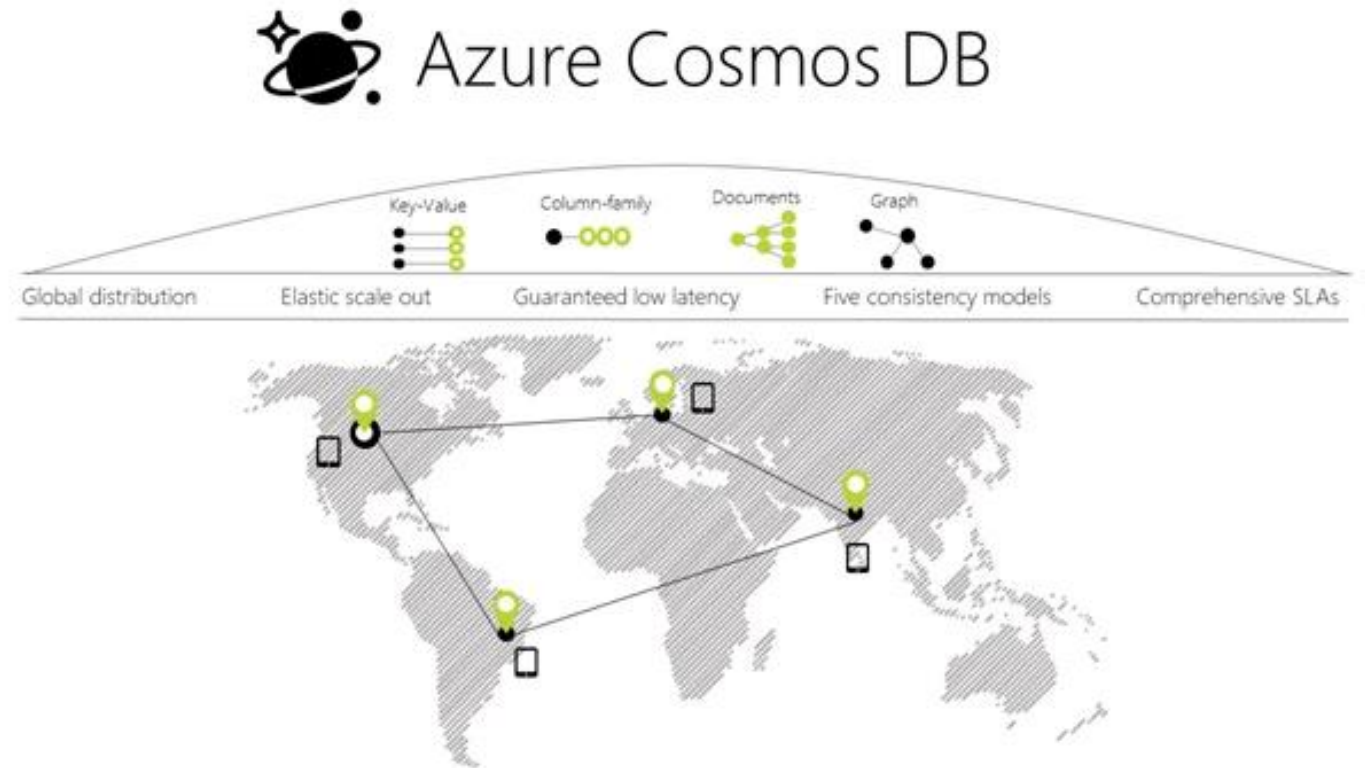 Azure Cosmos DB
Key-Value
Column-family
Documents
Graph
Global distribution
Elastic scale out
Guaranteed low latency
Five consistency models
Comprehensive SLAs